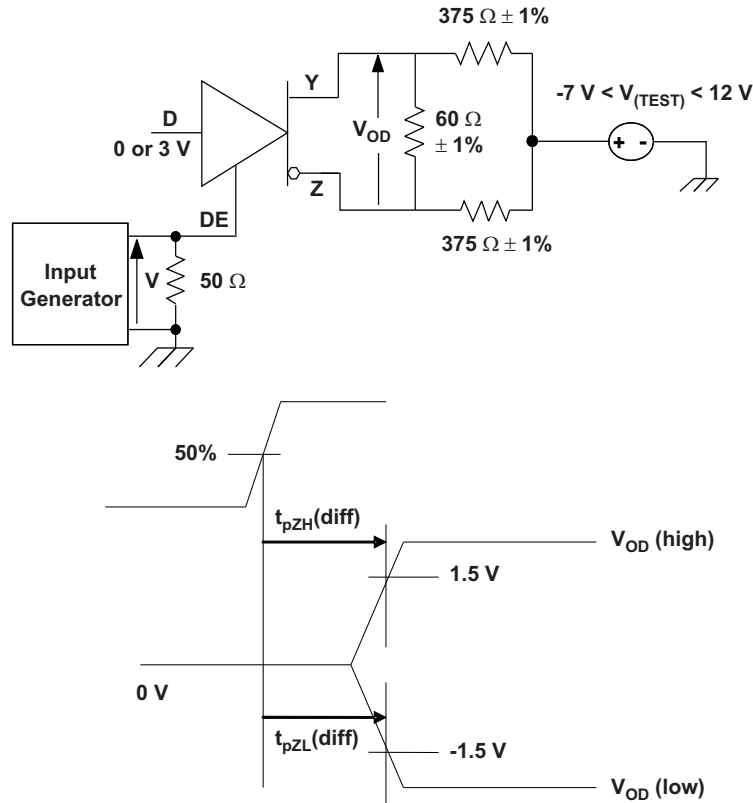 375 Ω ± 1%
-7 V < V(TEST) < 12 V
Y
D
0 or 3 V
VOD
60 Ω
± 1%
Z
DE
375 Ω ± 1%
Input
Generator
V
50 Ω
50%
tpZH(diff)
VOD (high)
1.5 V
0 V
tpZL(diff)
-1.5 V
VOD (low)